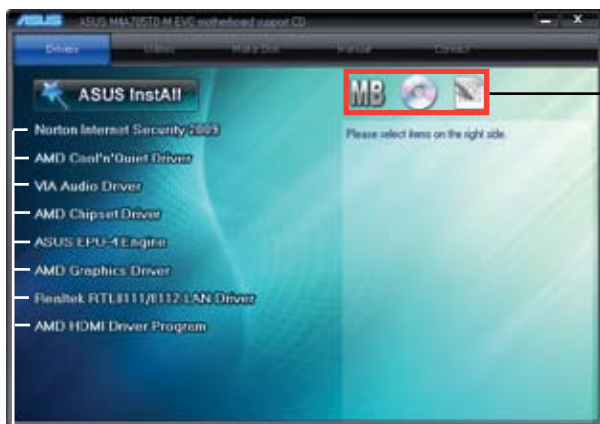 ASUS ASUS M4A785TD-M EVO motherboard support CD
Drivers Utilities Make Disk Manual Contact
ASUS InstAll
MB
Norton Internet Security 2009
Please select items on the right side.
AMD Cool'n'Quiet Driver
VIA Audio Driver
AMD Chipset Driver
ASUS EPU-4 Engine
AMD Graphics Driver
Realtek RTL8111/8112 LAN Driver
AMD HDMI Driver Program